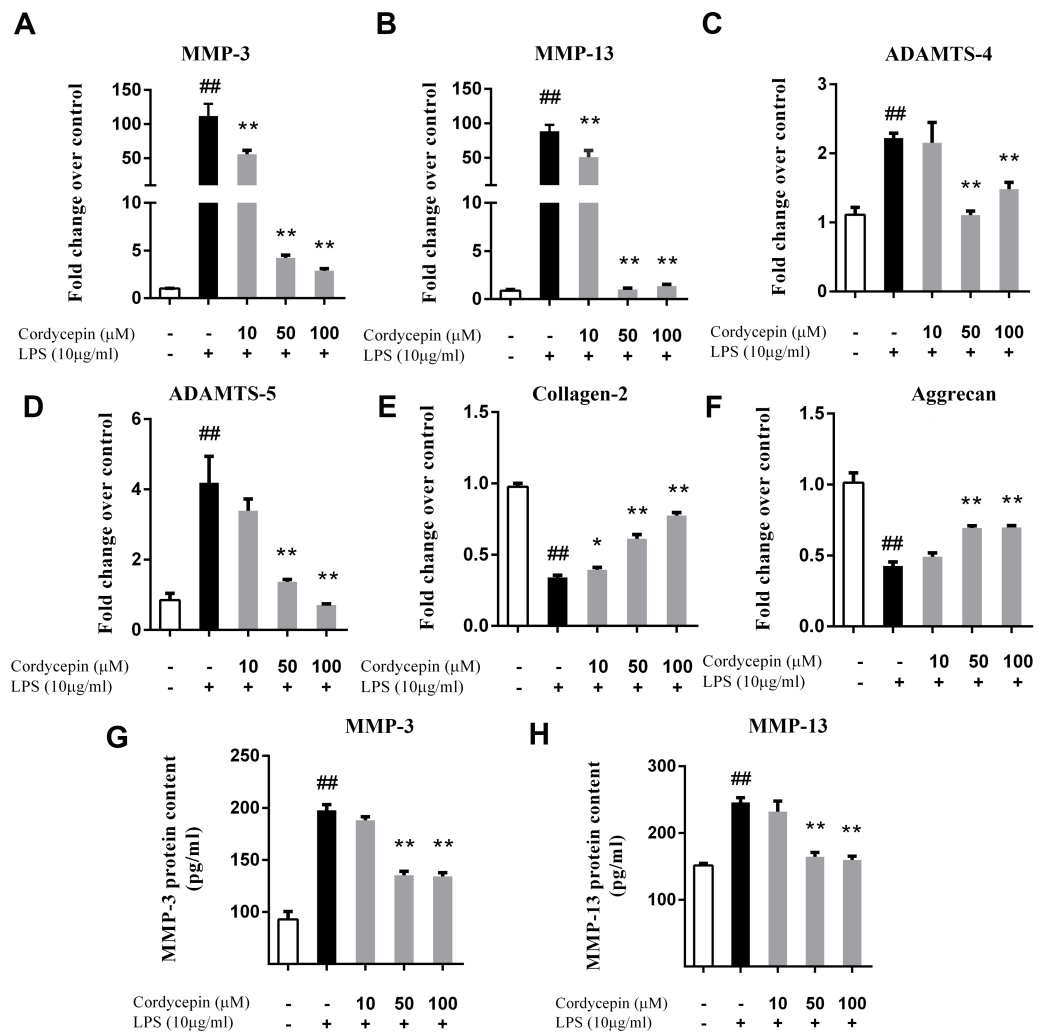 A
MMP-3
Fold change over control
150
100
50
10
5
0
##
**
**
**
Cordycepin (μM) - - 10 50 100
LPS (10μg/ml) - + + + +
B
MMP-13
Fold change over control
150
100
50
10
5
0
##
**
**
**
Cordycepin (μM) - - 10 50 100
LPS (10μg/ml) - + + + +
C
ADAMTS-4
Fold change over control
3
2
1
0
##
**
**
Cordycepin (μM) - - 10 50 100
LPS (10μg/ml) - + + + +
D
ADAMTS-5
Fold change over control
6
4
2
0
##
**
**
Cordycepin (μM) - - 10 50 100
LPS (10μg/ml) - + + + +
E
Collagen-2
Fold change over control
1.5
1.0
0.5
0.0
##
*
**
**
Cordycepin (μM) - - 10 50 100
LPS (10μg/ml) - + + + +
F
Aggrecan
Fold change over control
1.5
1.0
0.5
0.0
##
**
**
Cordycepin (μM) - - 10 50 100
LPS (10μg/ml) - + + + +
G
MMP-3
MMP-3 protein content
(pg/ml)
250
200
150
100
##
**
**
Cordycepin (μM) - - 10 50 100
LPS (10μg/ml) - + + + +
H
MMP-13
MMP-13 protein content
(pg/ml)
300
200
100
##
**
**
Cordycepin (μM) - - 10 50 100
LPS (10μg/ml) - + + + +